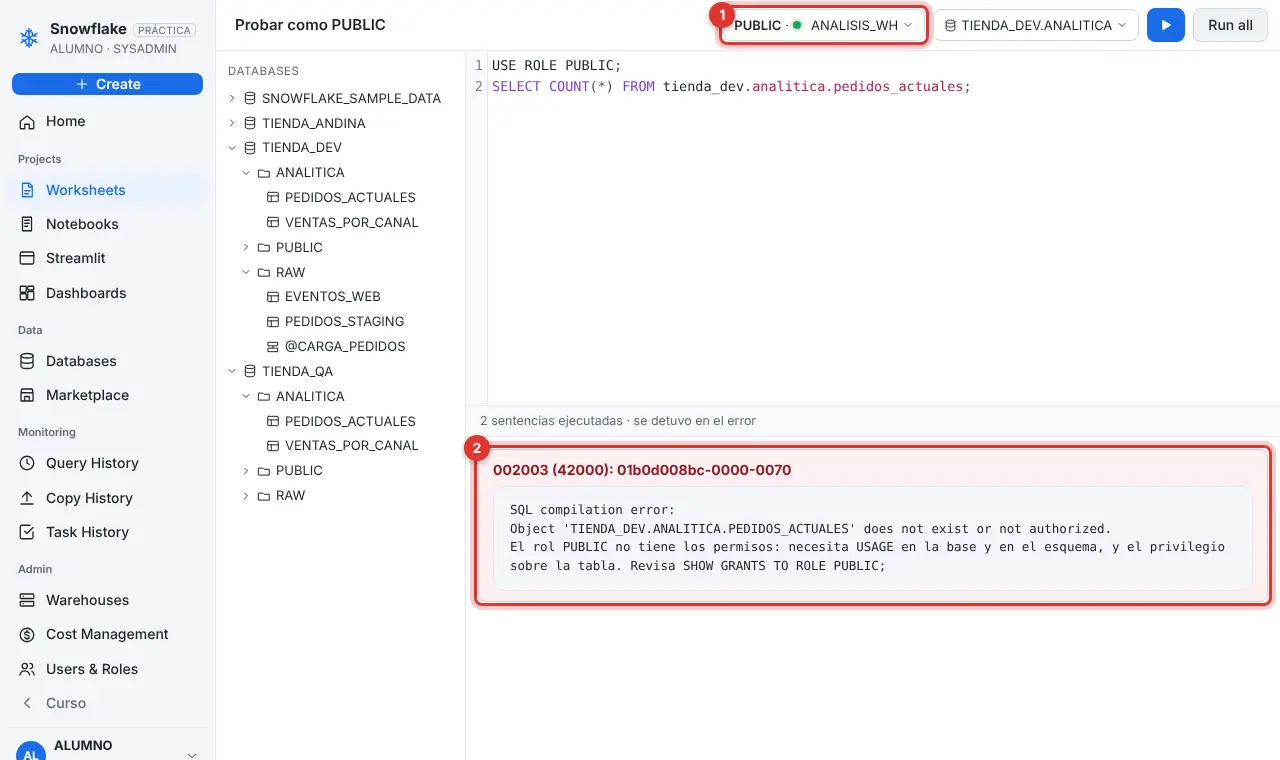 Snowflake PRÁCTICA
ALUMNO · SYSADMIN
Create
Home
Projects
Worksheets
Notebooks
Streamlit
Dashboards
Data
Databases
Marketplace
Monitoring
Query History
Copy History
Task History
Admin
Warehouses
Cost Management
Users & Roles
Curso
AL
ALUMNO
Probar como PUBLIC
1
PUBLIC · ANALISIS_WH
TIENDA_DEV.ANALITICA
Run all
DATABASES
SNOWFLAKE_SAMPLE_DATA
TIENDA_ANDINA
TIENDA_DEV
ANALITICA
PEDIDOS_ACTUALES
VENTAS_POR_CANAL
PUBLIC
RAW
EVENTOS_WEB
PEDIDOS_STAGING
@CARGA_PEDIDOS
TIENDA_QA
ANALITICA
PEDIDOS_ACTUALES
VENTAS_POR_CANAL
PUBLIC
RAW
1 USE ROLE PUBLIC;
2 SELECT COUNT(*) FROM tienda_dev.analitica.pedidos_actuales;
2 sentencias ejecutadas · se detuvo en el error
2
002003 (42000): 01b0d008bc-0000-0070
SQL compilation error:
Object 'TIENDA_DEV.ANALITICA.PEDIDOS_ACTUALES' does not exist or not authorized.
El rol PUBLIC no tiene los permisos: necesita USAGE en la base y en el esquema, y el privilegio
sobre la tabla. Revisa SHOW GRANTS TO ROLE PUBLIC;